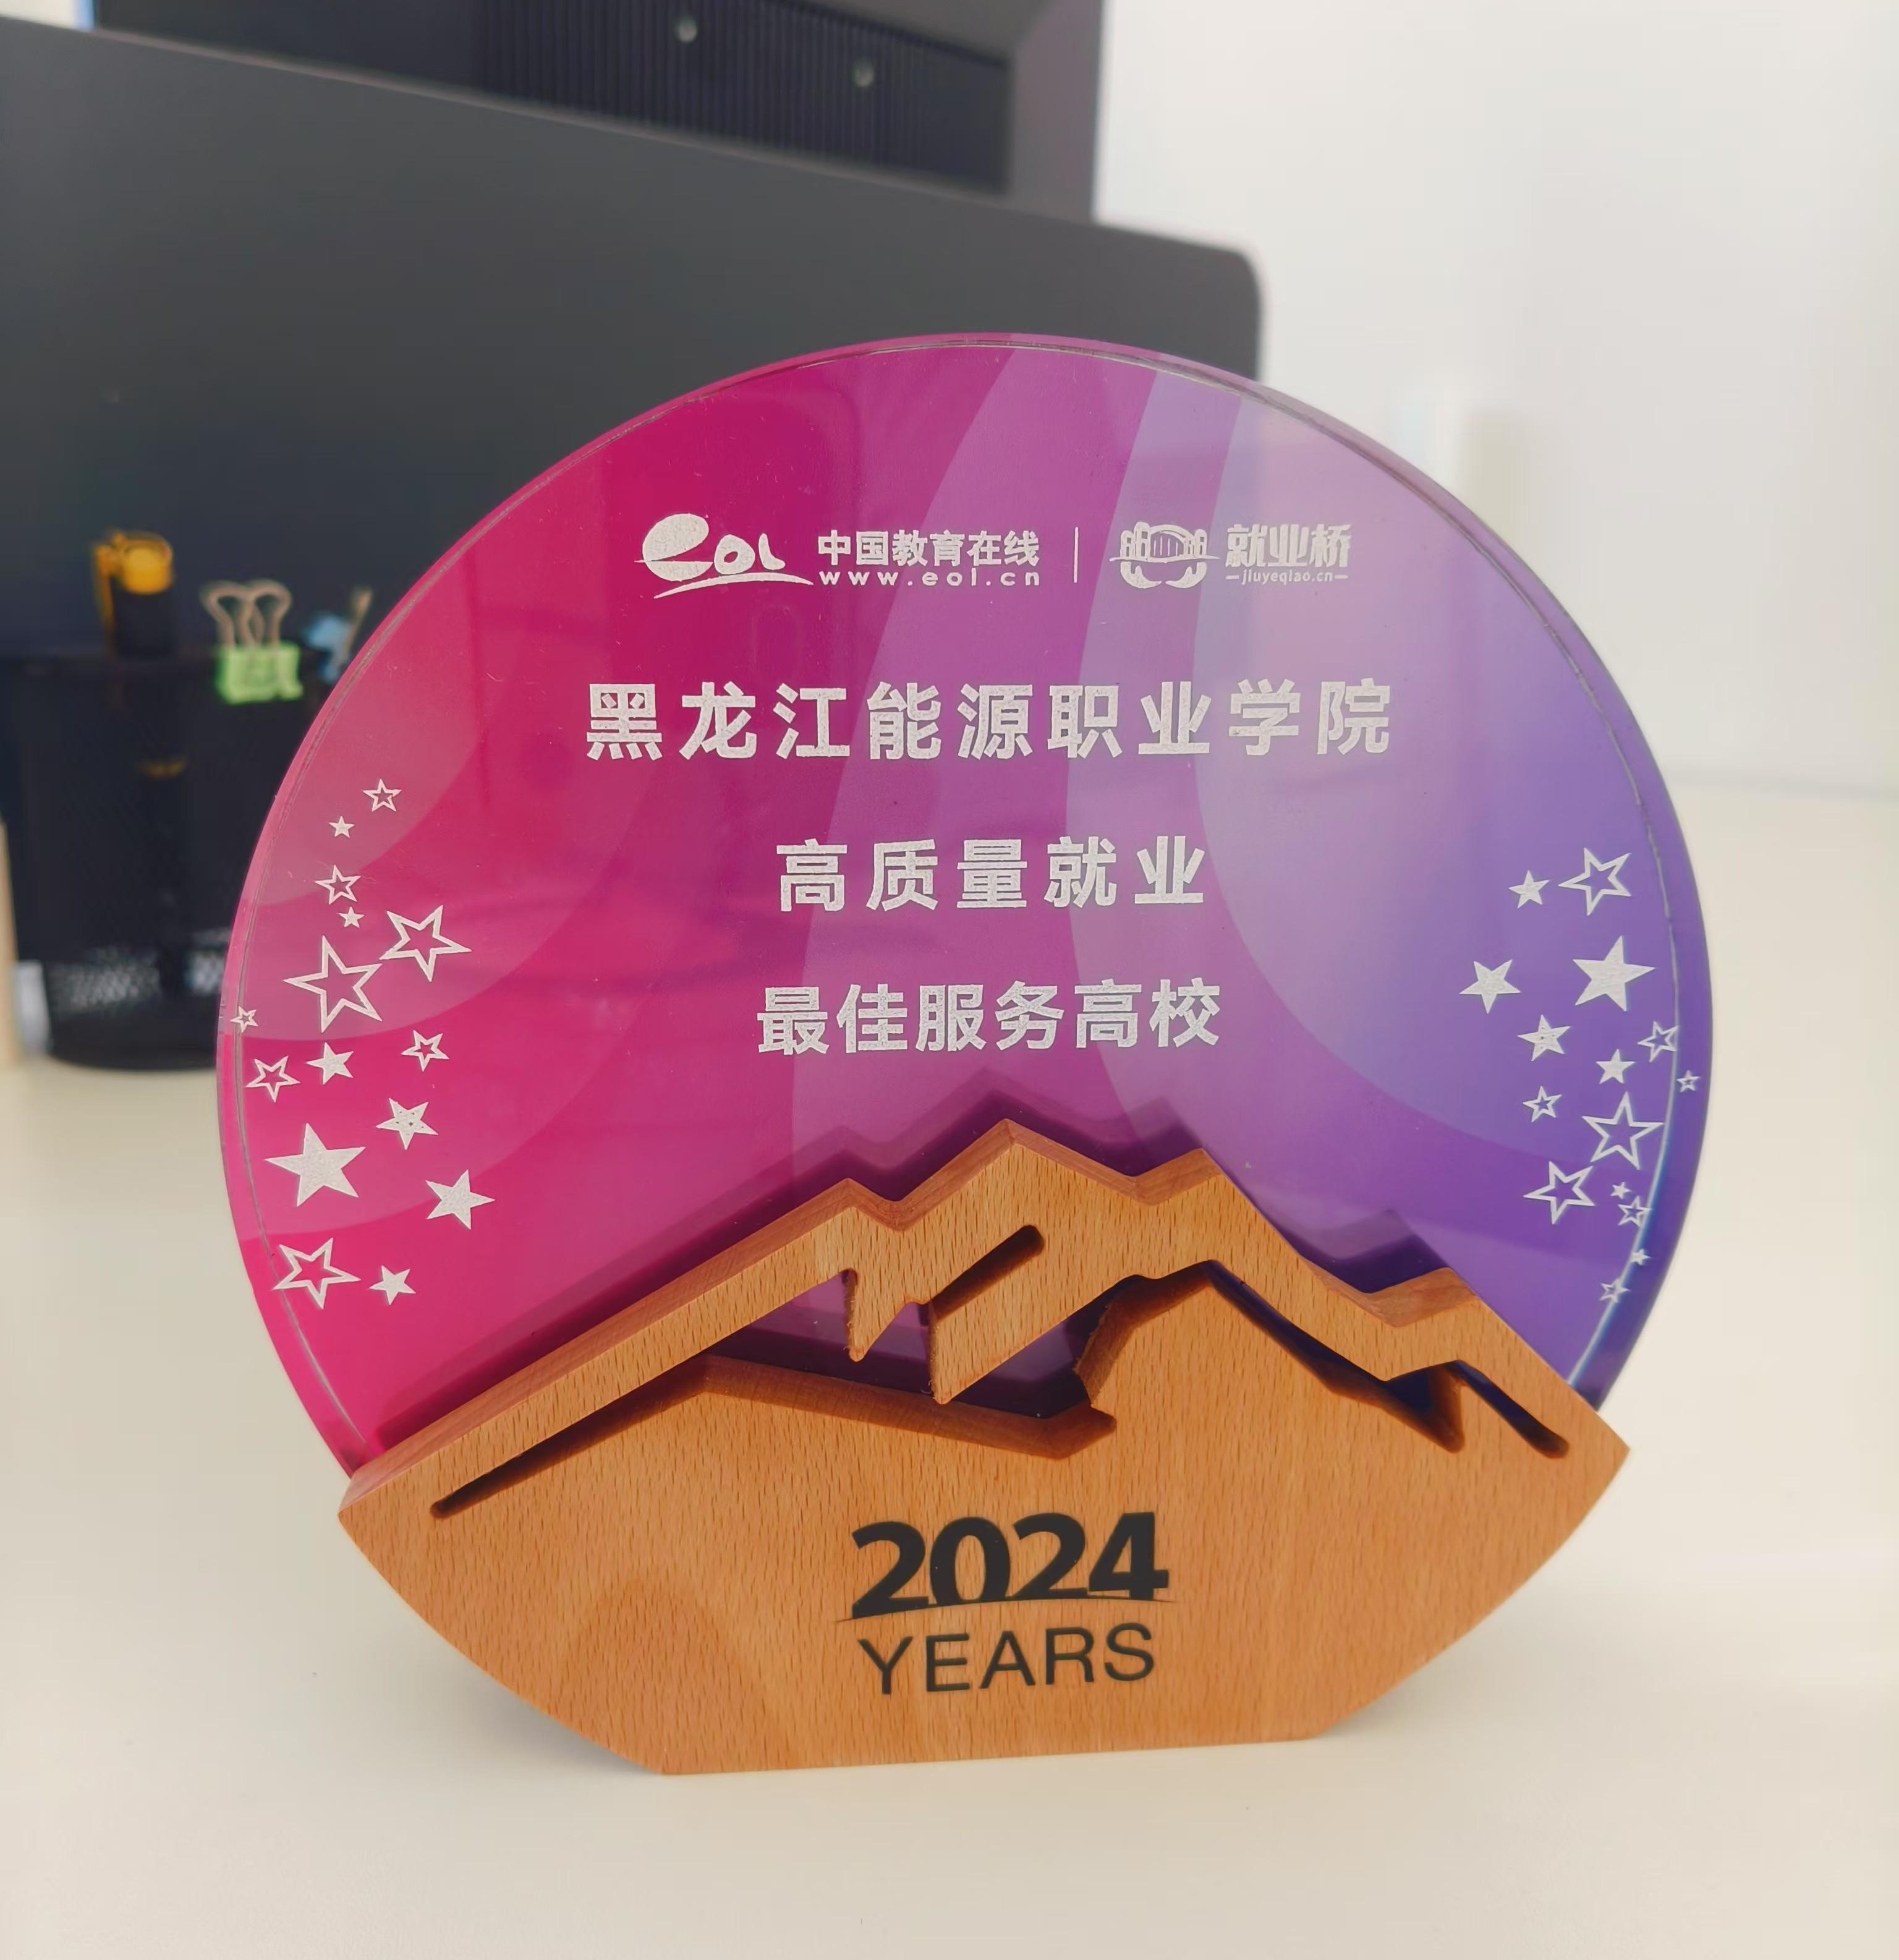 eol 中国教育在线 | 就业桥
www.eol.cn jiuyeqiao.cn
黑龙江能源职业学院
高质量就业
最佳服务高校
2024
YEARS